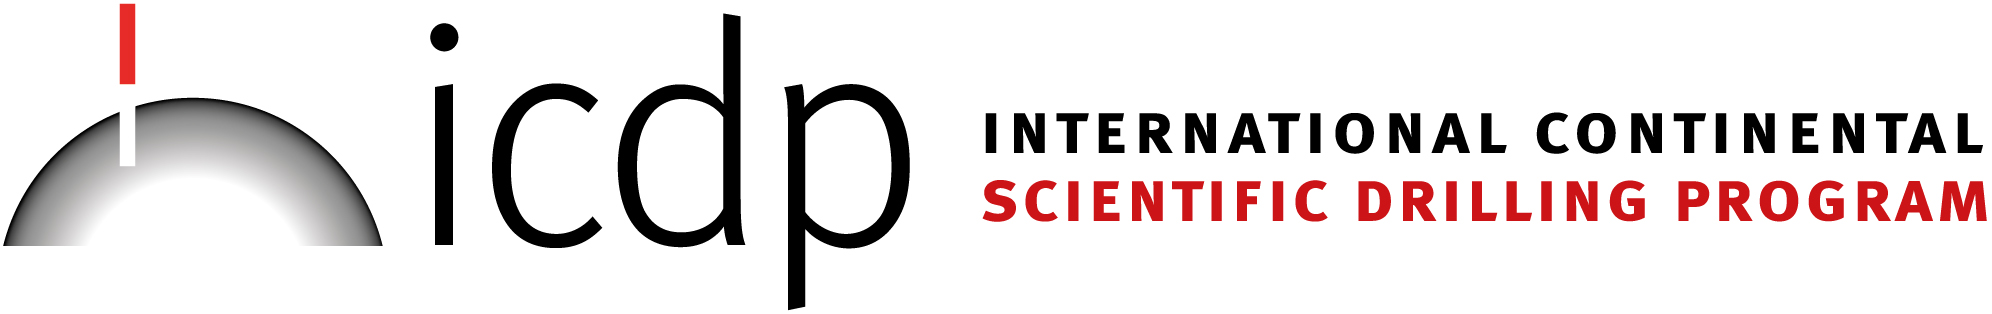 icdp
INTERNATIONAL CONTINENTAL
SCIENTIFIC DRILLING PROGRAM